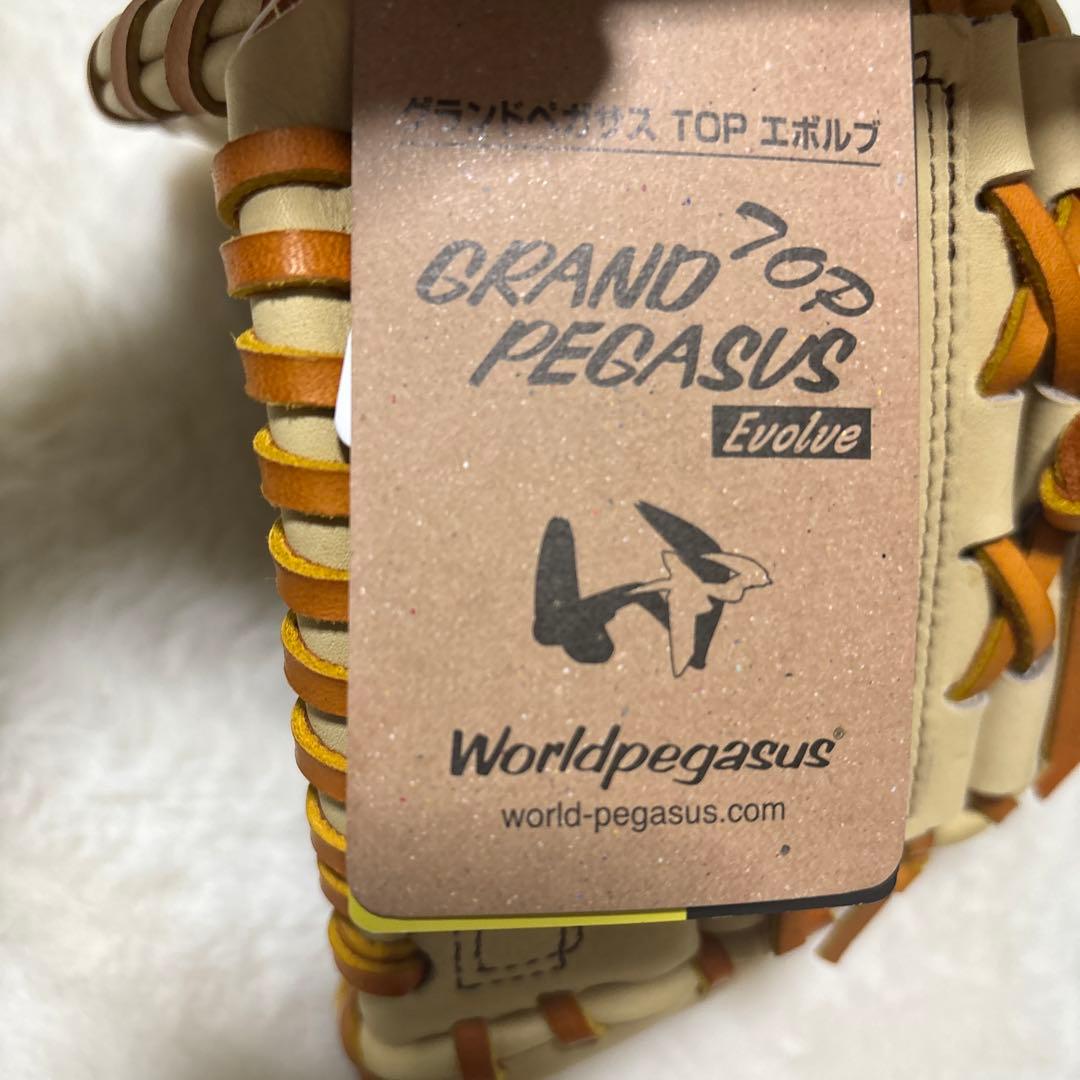 グランドペガサス TOP エボルブ
GRAND TOP
PEGASUS
Evolve
Worldpegasus®
world-pegasus.com